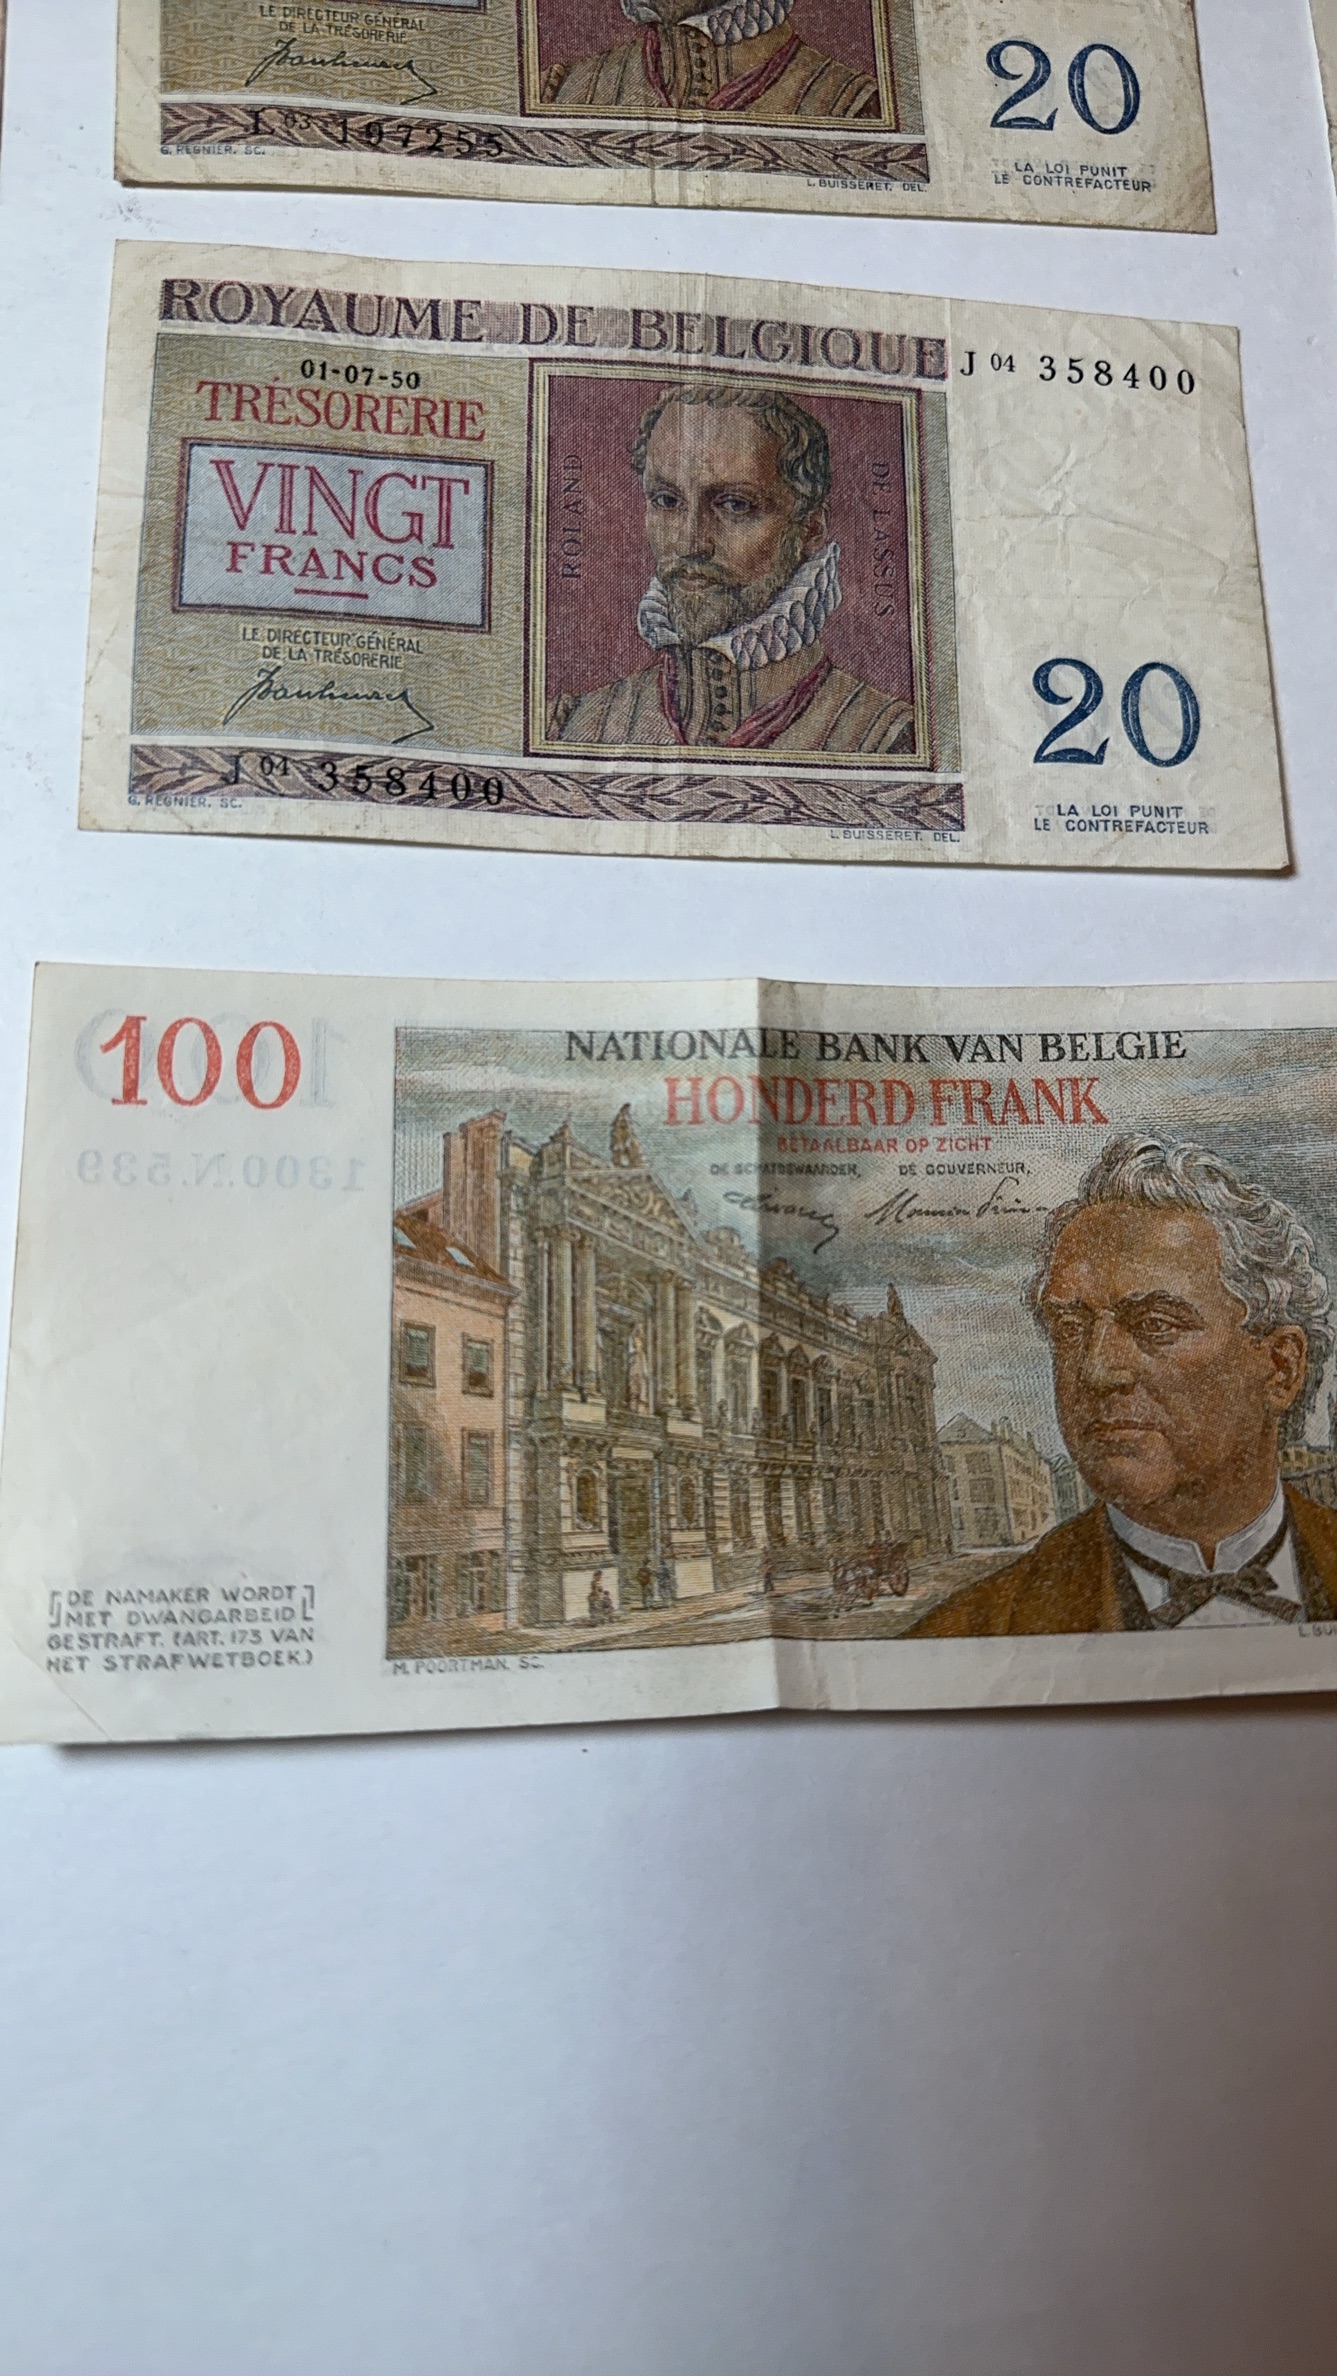 LE DIRECTEUR GÉNÉRAL
DE LA TRÉSORERIE
20
L 03 197255
G. REGNIER. SC.
L. BUISSERET. DEL.
LA LOI PUNIT
LE CONTREFACTEUR
ROYAUME DE BELGIQUE
J 04 358400
01-07-50
TRÉSORERIE
VINGT
FRANCS
ROLAND
DE LASSUS
LE DIRECTEUR GÉNÉRAL
DE LA TRÉSORERIE
20
J 04 358400
G. REGNIER. SC.
L. BUISSERET. DEL.
LA LOI PUNIT
LE CONTREFACTEUR
100
NATIONALE BANK VAN BELGIE
HONDERD FRANK
BETAALBAAR OP ZICHT
DE SCHATBEWAARDER, DE GOUVERNEUR,
1300.N.539
DE NAMAKER WORDT
MET DWANGARBEID
GESTRAFT. (ART. 173 VAN
HET STRAFWETBOEK.)
M. POORTMAN. SC.